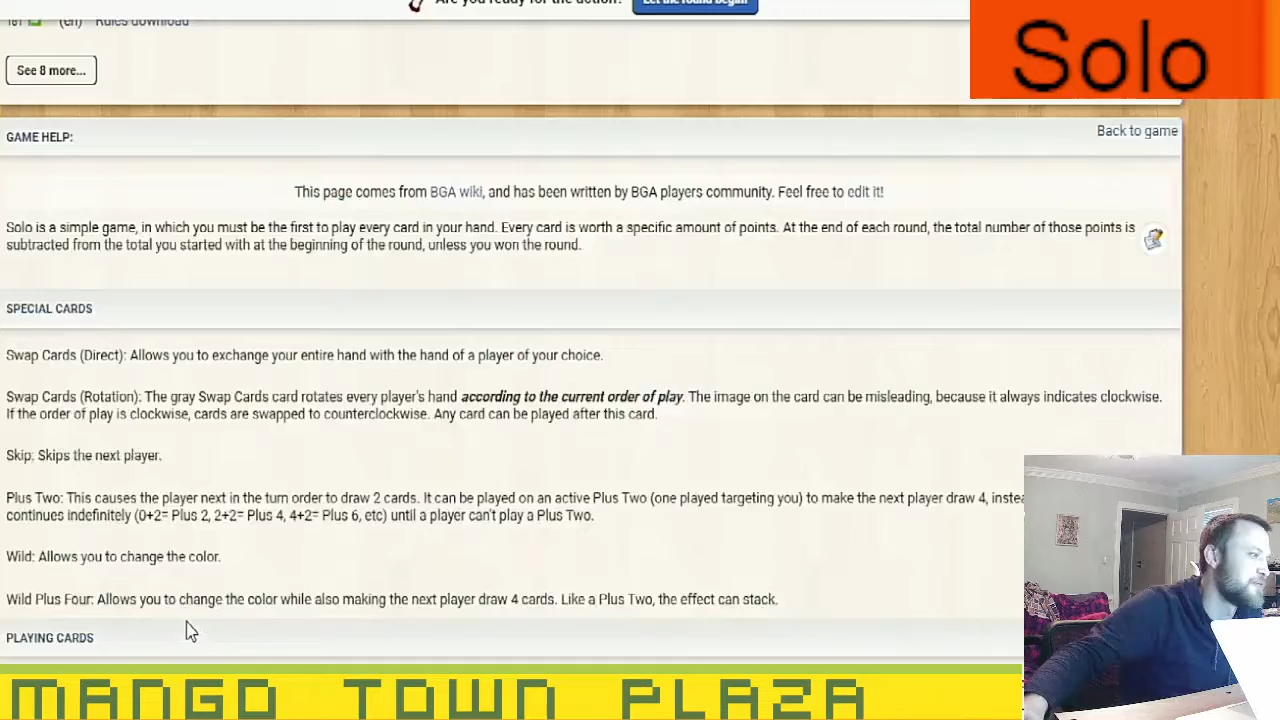 Are you ready for the action? Let the round begin
181 (en) Rules download
Solo
See 8 more...
GAME HELP:
Back to game
This page comes from BGA wiki, and has been written by BGA players community. Feel free to edit it!
Solo is a simple game, in which you must be the first to play every card in your hand. Every card is worth a specific amount of points. At the end of each round, the total number of those points is
subtracted from the total you started with at the beginning of the round, unless you won the round.
SPECIAL CARDS
Swap Cards (Direct): Allows you to exchange your entire hand with the hand of a player of your choice.
Swap Cards (Rotation): The gray Swap Cards card rotates every player's hand according to the current order of play. The image on the card can be misleading, because it always indicates clockwise.
If the order of play is clockwise, cards are swapped to counterclockwise. Any card can be played after this card.
Skip: Skips the next player.
Plus Two: This causes the player next in the turn order to draw 2 cards. It can be played on an active Plus Two (one played targeting you) to make the next player draw 4,
continues indefinitely (0+2= Plus 2, 2+2= Plus 4, 4+2= Plus 6, etc) until a player can't play a Plus Two.
Wild: Allows you to change the color.
Wild Plus Four: Allows you to change the color while also making the next player draw 4 cards. Like a Plus Two, the effect can stack.
PLAYING CARDS
MANGO TOWN PLAZA